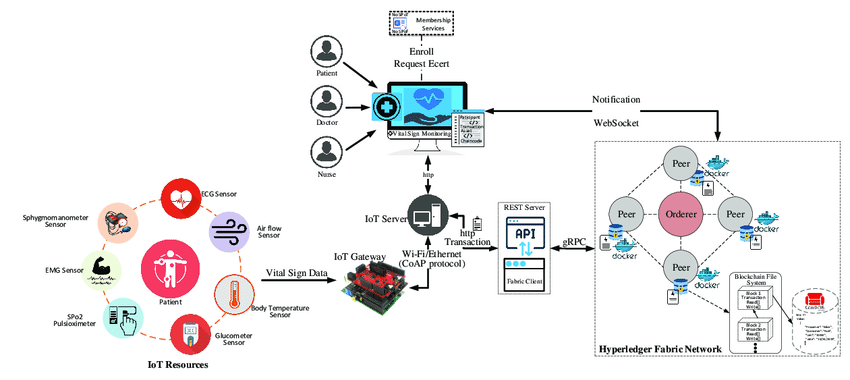 Membership
Services
Enroll
Request Ecert
Patient
Doctor
Nurse
Vital Sign Monitoring
Transaction
Asset
Chaincode
Notification
WebSocket
http
IoT Server
http
Transaction
REST Server
API
Fabric Client
gRPC
Wi-Fi/Ethernet
(CoAP protocol)
IoT Gateway
Vital Sign Data
ECG Sensor
Sphygmomanometer
Sensor
Air flow
Sensor
EMG Sensor
Patient
SPo2
Pulsioximeter
Body Temperature
Sensor
Glucometer
Sensor
IoT Resources
Peer
docker
Peer
docker
Orderer
Peer
docker
Peer
docker
Blockchain File
System
Block 1
Transaction
Read[]
Write[]
Block 2
Transaction
Read[]
Write[]
Hyperledger Fabric Network